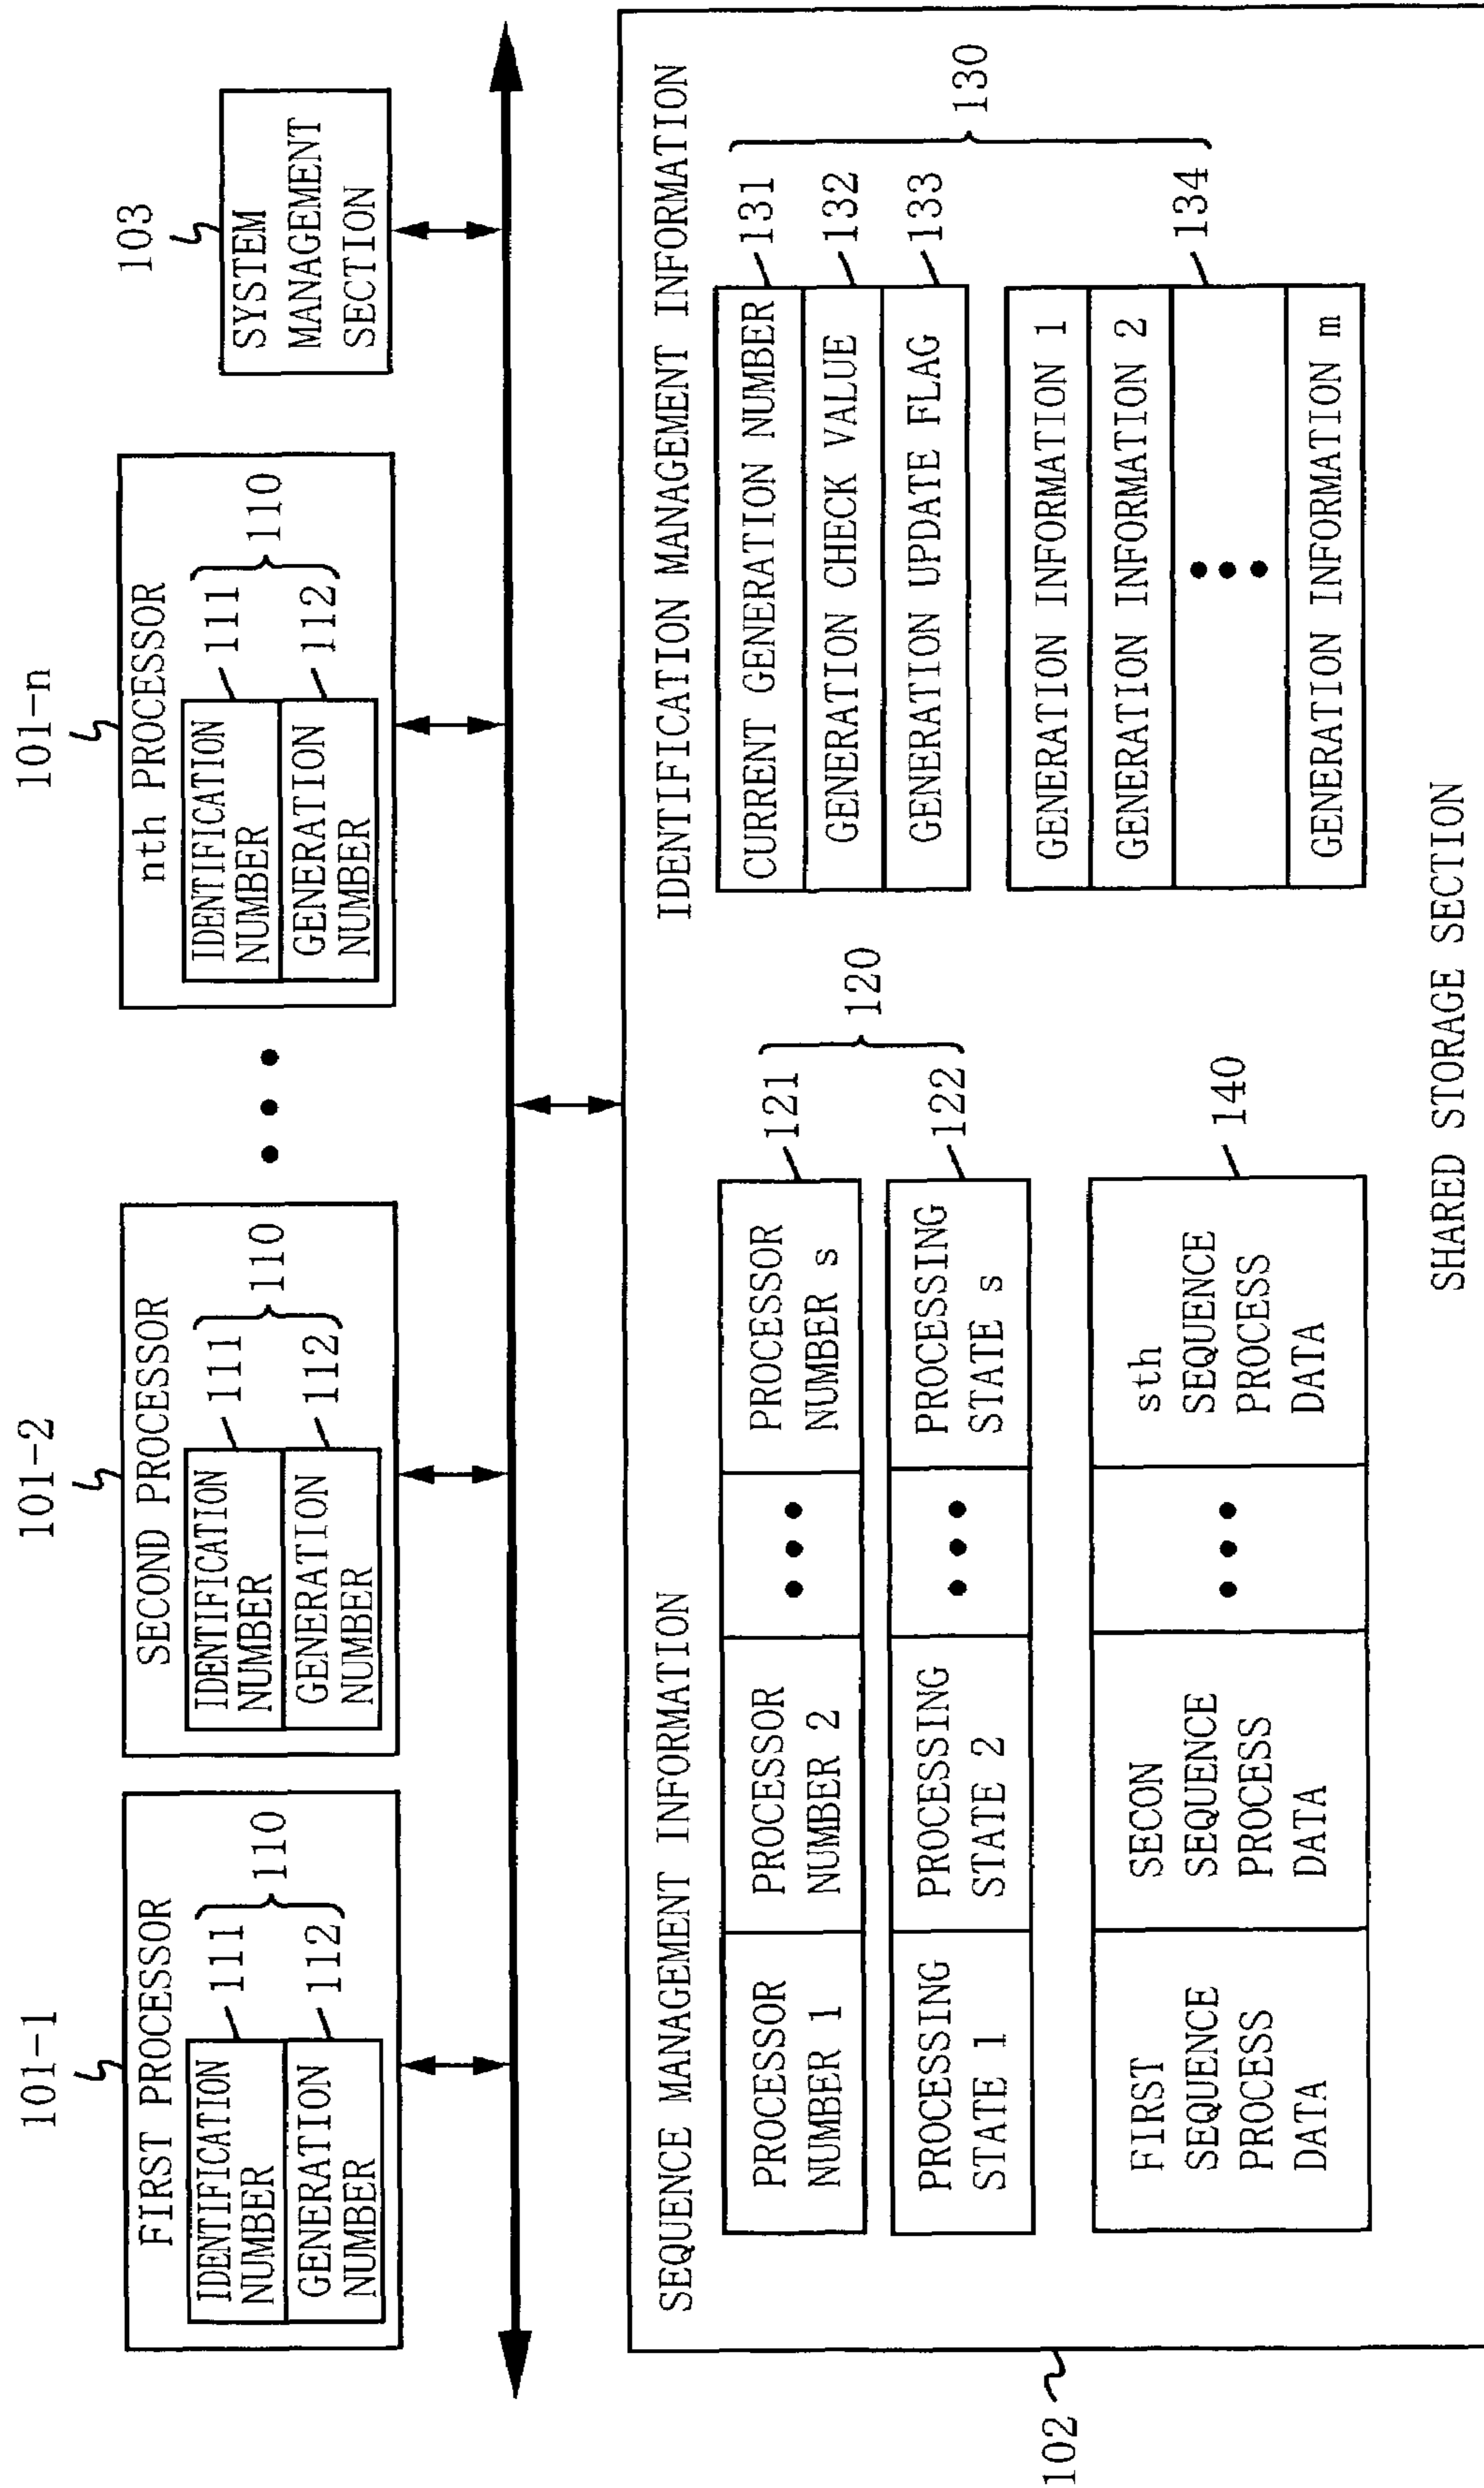 101-1
FIRST PROCESSOR
IDENTIFICATION
NUMBER
GENERATION
NUMBER
111
112
110
101-2
SECOND PROCESSOR
IDENTIFICATION
NUMBER
GENERATION
NUMBER
111
112
110
101-n
nth PROCESSOR
IDENTIFICATION
NUMBER
GENERATION
NUMBER
111
112
110
103
SYSTEM
MANAGEMENT
SECTION
102
SEQUENCE MANAGEMENT INFORMATION
PROCESSOR
NUMBER 1
PROCESSOR
NUMBER 2
PROCESSOR
NUMBER s
121
PROCESSING
STATE 1
PROCESSING
STATE 2
PROCESSING
STATE s
122
120
FIRST
SEQUENCE
PROCESS
DATA
SECON
SEQUENCE
PROCESS
DATA
sth
SEQUENCE
PROCESS
DATA
140
IDENTIFICATION MANAGEMENT INFORMATION
CURRENT GENERATION NUMBER
131
GENERATION CHECK VALUE
132
GENERATION UPDATE FLAG
133
GENERATION INFORMATION 1
GENERATION INFORMATION 2
GENERATION INFORMATION m
134
130
SHARED STORAGE SECTION